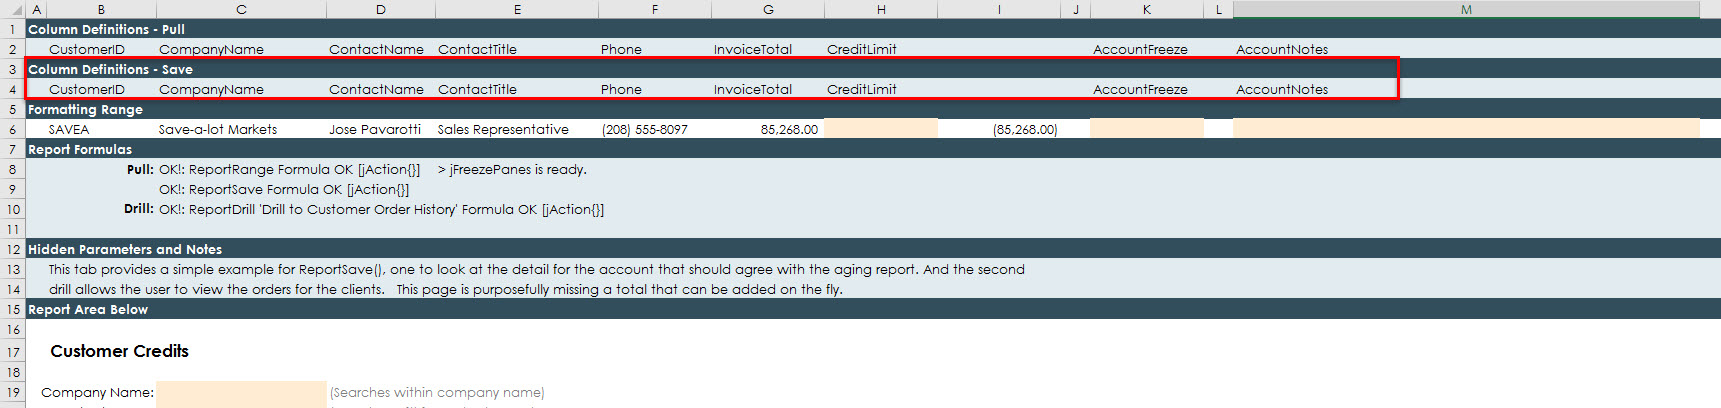 A B C D E F G H I J K L M
1 Column Definitions - Pull
2 CustomerID CompanyName ContactName ContactTitle Phone InvoiceTotal CreditLimit AccountFreeze AccountNotes
3 Column Definitions - Save
4 CustomerID CompanyName ContactName ContactTitle Phone InvoiceTotal CreditLimit AccountFreeze AccountNotes
5 Formatting Range
6 SAVEA Save-a-lot Markets Jose Pavarotti Sales Representative (208) 555-8097 85,268.00 (85,268.00)
7 Report Formulas
8 Pull: OK!: ReportRange Formula OK [jAction{}] > jFreezePanes is ready.
9 OK!: ReportSave Formula OK [jAction{}]
10 Drill: OK!: ReportDrill 'Drill to Customer Order History' Formula OK [jAction{}]
11
12 Hidden Parameters and Notes
13 This tab provides a simple example for ReportSave(), one to look at the detail for the account that should agree with the aging report. And the second
14 drill allows the user to view the orders for the clients. This page is purposefully missing a total that can be added on the fly.
15 Report Area Below
16
17 Customer Credits
18
19 Company Name: (Searches within company name)